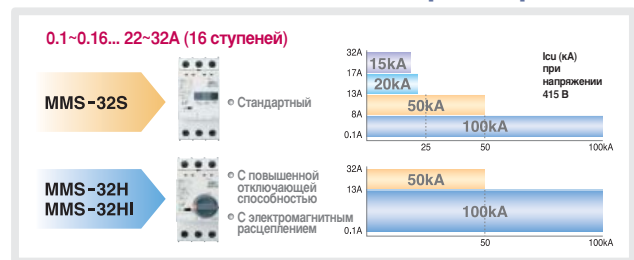 0.1~0.16... 22~32A (16 ступеней)
MMS-32S
Стандартный
32A
17A
13A
8A
0.1A
15kA
20kA
50kA
100kA
25
50
100kA
Icu (кА)
при
напряжении
415 В
MMS-32H
MMS-32HI
С повышенной
отключающей
способностью
С электромагнитным
расцеплением
32A
13A
0.1A
50kA
100kA
50
100kA